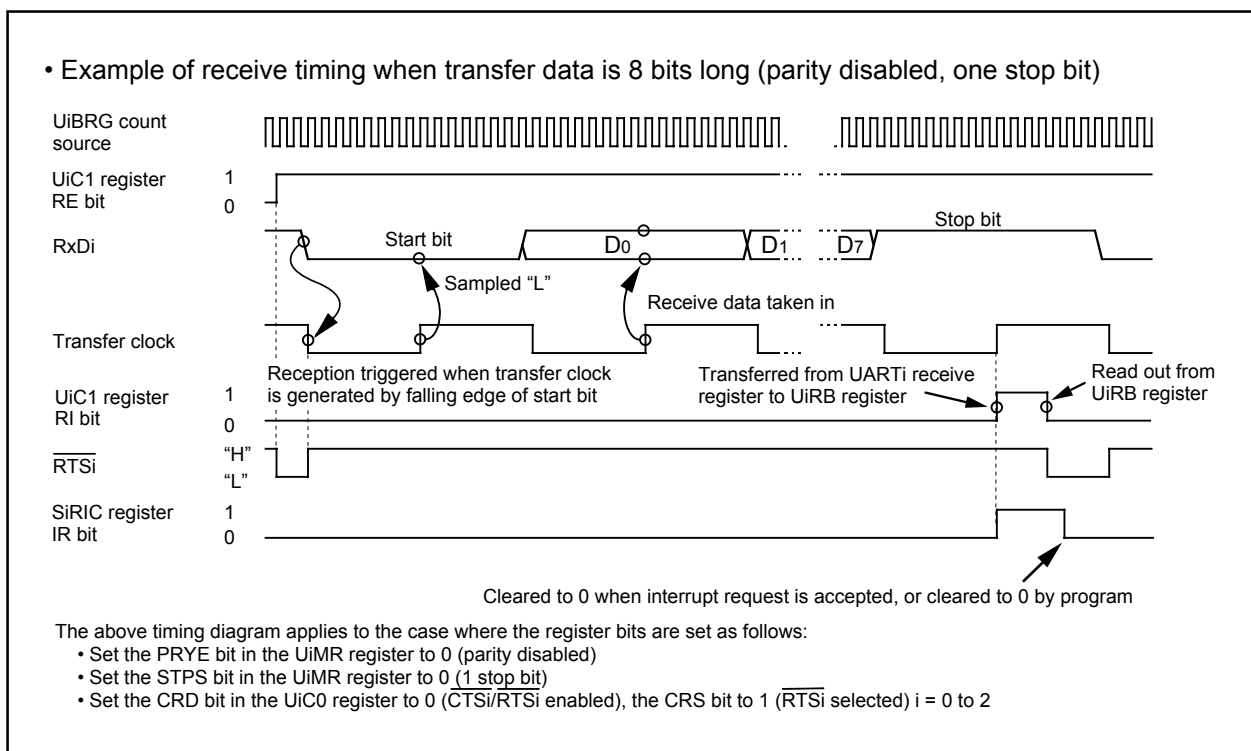 • Example of receive timing when transfer data is 8 bits long (parity disabled, one stop bit)
UiBRG count
source
UiC1 register
RE bit
1
0
RxDi
Start bit
D0
D1
D7
Stop bit
Sampled “L”
Receive data taken in
Transfer clock
Reception triggered when transfer clock
is generated by falling edge of start bit
Transferred from UARTi receive
register to UiRB register
Read out from
UiRB register
UiC1 register
RI bit
1
0
RTSi
“H”
“L”
SiRIC register
IR bit
1
0
Cleared to 0 when interrupt request is accepted, or cleared to 0 by program
The above timing diagram applies to the case where the register bits are set as follows:
• Set the PRYE bit in the UiMR register to 0 (parity disabled)
• Set the STPS bit in the UiMR register to 0 (1 stop bit)
• Set the CRD bit in the UiC0 register to 0 (CTSi/RTSi enabled), the CRS bit to 1 (RTSi selected) i = 0 to 2